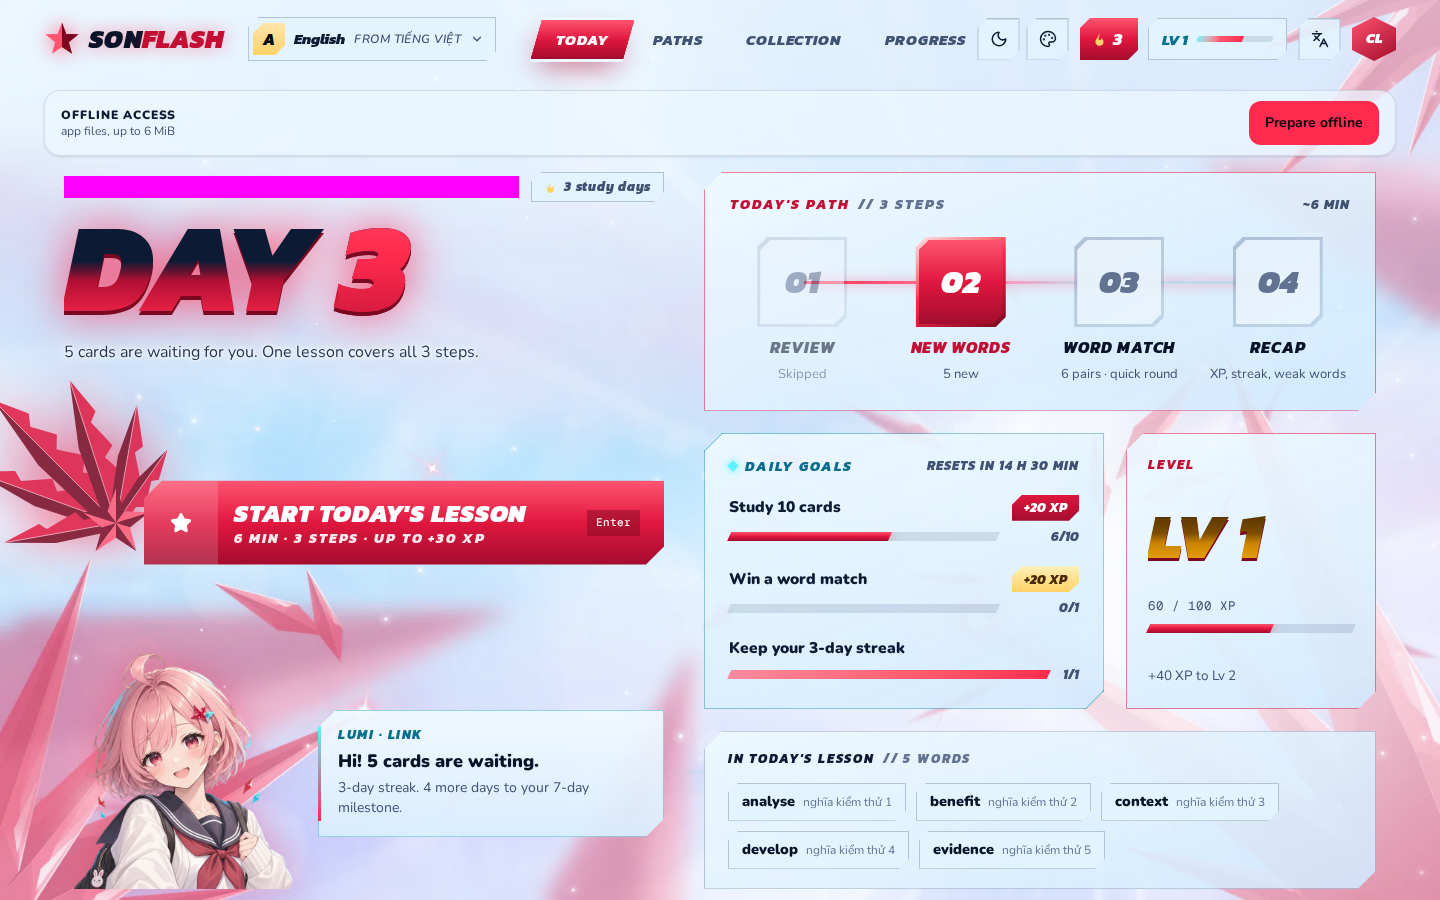 SONFLASH
A English FROM TIẾNG VIỆT
TODAY PATHS COLLECTION PROGRESS
3
LV 1
CL
OFFLINE ACCESS
app files, up to 6 MiB
Prepare offline
3 study days
DAY 3
5 cards are waiting for you. One lesson covers all 3 steps.
START TODAY'S LESSON
6 MIN · 3 STEPS · UP TO +30 XP
Enter
LUMI · LINK
Hi! 5 cards are waiting.
3-day streak. 4 more days to your 7-day
milestone.
TODAY'S PATH // 3 STEPS
~6 MIN
01 02 03 04
REVIEW NEW WORDS WORD MATCH RECAP
Skipped 5 new 6 pairs · quick round XP, streak, weak words
DAILY GOALS
RESETS IN 14 H 30 MIN
Study 10 cards
+20 XP
6/10
Win a word match
+20 XP
0/1
Keep your 3-day streak
1/1
LEVEL
LV 1
60 / 100 XP
+40 XP to Lv 2
IN TODAY'S LESSON // 5 WORDS
analyse nghĩa kiểm thử 1
benefit nghĩa kiểm thử 2
context nghĩa kiểm thử 3
develop nghĩa kiểm thử 4
evidence nghĩa kiểm thử 5